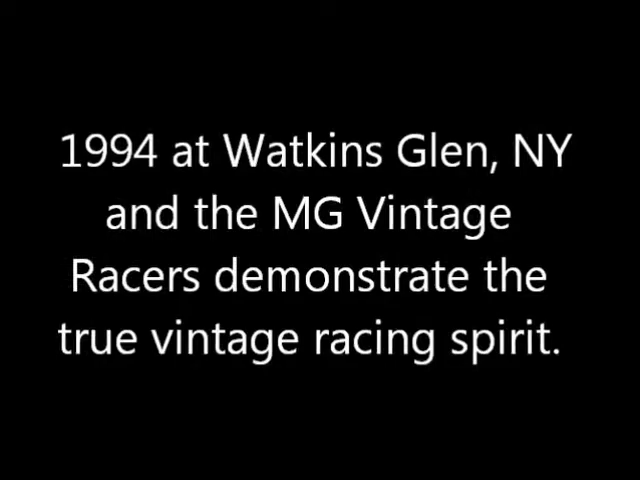 1994 at Watkins Glen, NY
and the MG Vintage
Racers demonstrate the
true vintage racing spirit.